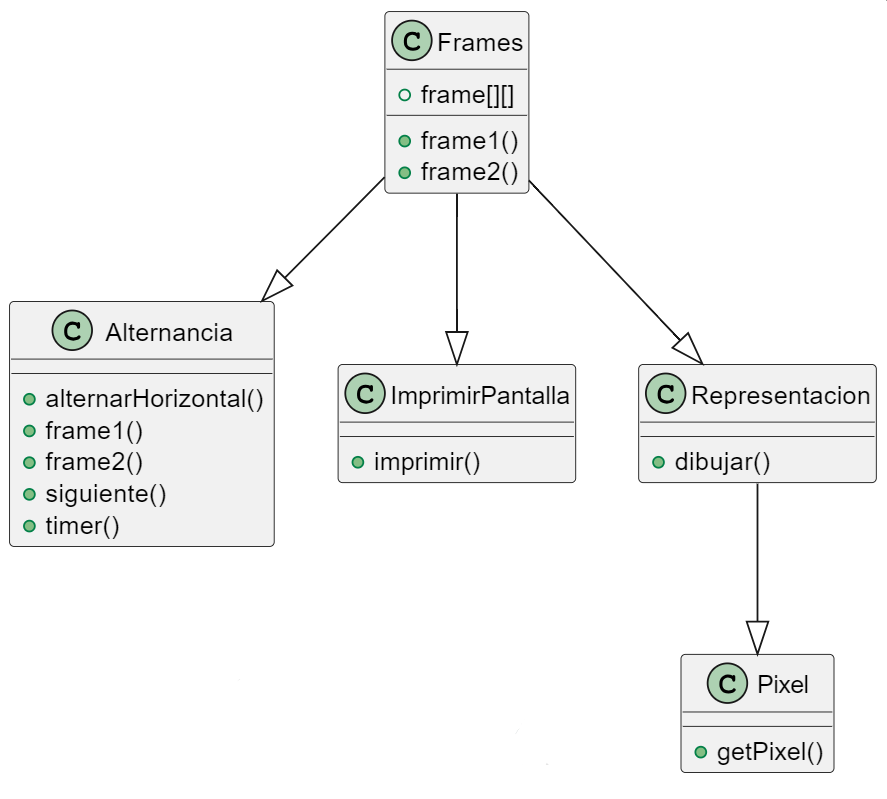 C Frames
frame[][]
frame1()
frame2()
C Alternancia
alternarHorizontal()
frame1()
frame2()
siguiente()
timer()
C ImprimirPantalla
imprimir()
C Representacion
dibujar()
C Pixel
getPixel()